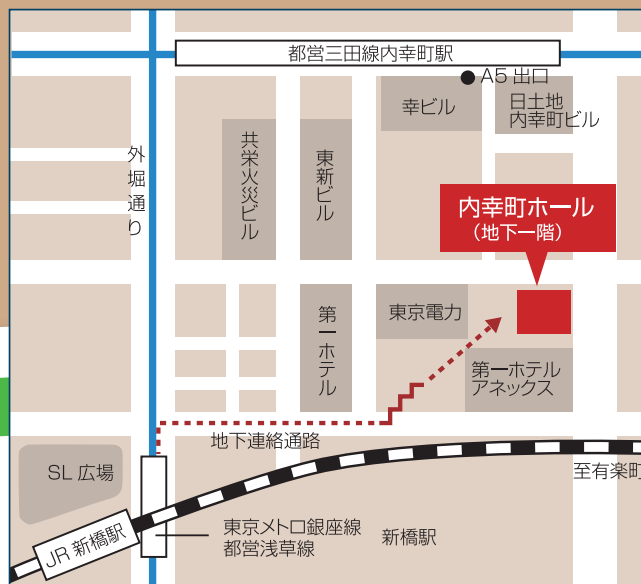 都営三田線内幸町駅
A5 出口
幸ビル
日土地
内幸町ビル
外堀通り
共栄火災ビル
東新ビル
内幸町ホール
（地下一階）
第一ホテル
東京電力
第一ホテル
アネックス
地下連絡通路
SL 広場
至有楽町
JR 新橋駅
東京メトロ銀座線
都営浅草線
新橋駅